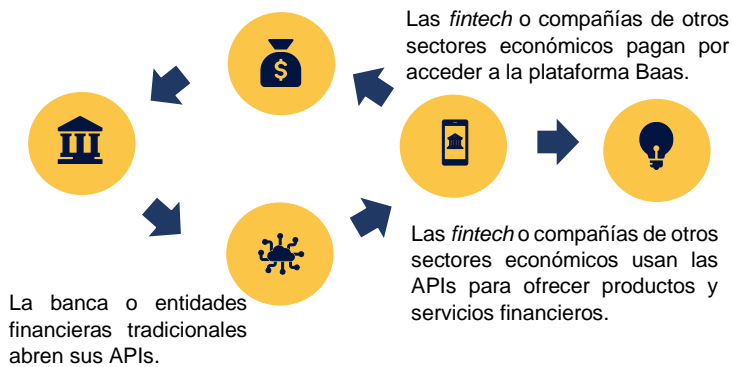 Las fintech o compañías de otros
sectores económicos pagan por
acceder a la plataforma Baas.
Las fintech o compañías de otros
sectores económicos usan las
APIs para ofrecer productos y
servicios financieros.
La banca o entidades
financieras tradicionales
abren sus APIs.